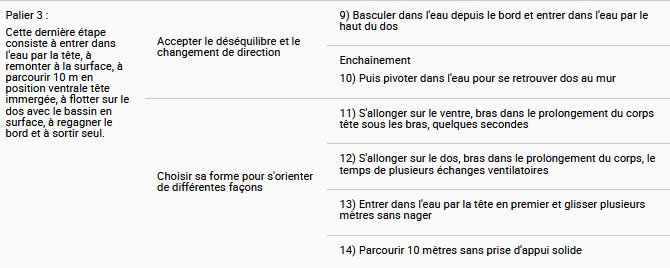 Palier 3 :
Cette dernière étape
consiste à entrer dans
l'eau par la tête, à
remonter à la surface, à
parcourir 10 m en
position ventrale tête
immergée, à flotter sur le
dos avec le bassin en
surface, à regagner le
bord et à sortir seul.
Accepter le déséquilibre et le
changement de direction
9) Basculer dans l'eau depuis le bord et entrer dans l'eau par le
haut du dos
Enchaînement
10) Puis pivoter dans l'eau pour se retrouver dos au mur
Choisir sa forme pour s'orienter
de différentes façons
11) S'allonger sur le ventre, bras dans le prolongement du corps
tête sous les bras, quelques secondes
12) S'allonger sur le dos, bras dans le prolongement du corps, le
temps de plusieurs échanges ventilatoires
13) Entrer dans l'eau par la tête en premier et glisser plusieurs
mètres sans nager
14) Parcourir 10 mètres sans prise d'appui solide